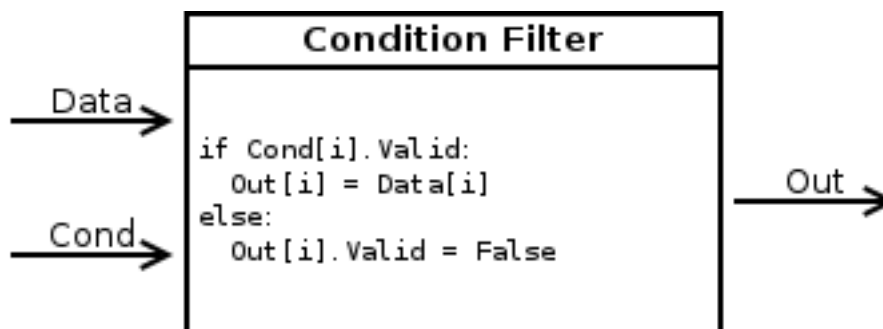 Condition Filter
Data
Cond
if Cond[i].Valid:
  Out[i] = Data[i]
else:
  Out[i].Valid = False
Out